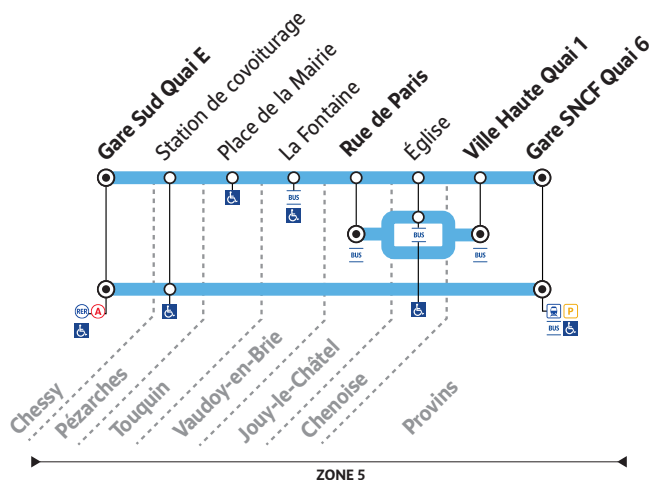 Gare Sud Quai E
Station de covoiturage
Place de la Mairie
La Fontaine
Rue de Paris
Église
Ville Haute Quai 1
Gare SNCF Quai 6
BUS
BUS
BUS
BUS
RER A
P
BUS
Chessy
Pézarches
Touquin
Vaudoy-en-Brie
Jouy-le-Châtel
Chenoise
Provins
ZONE 5